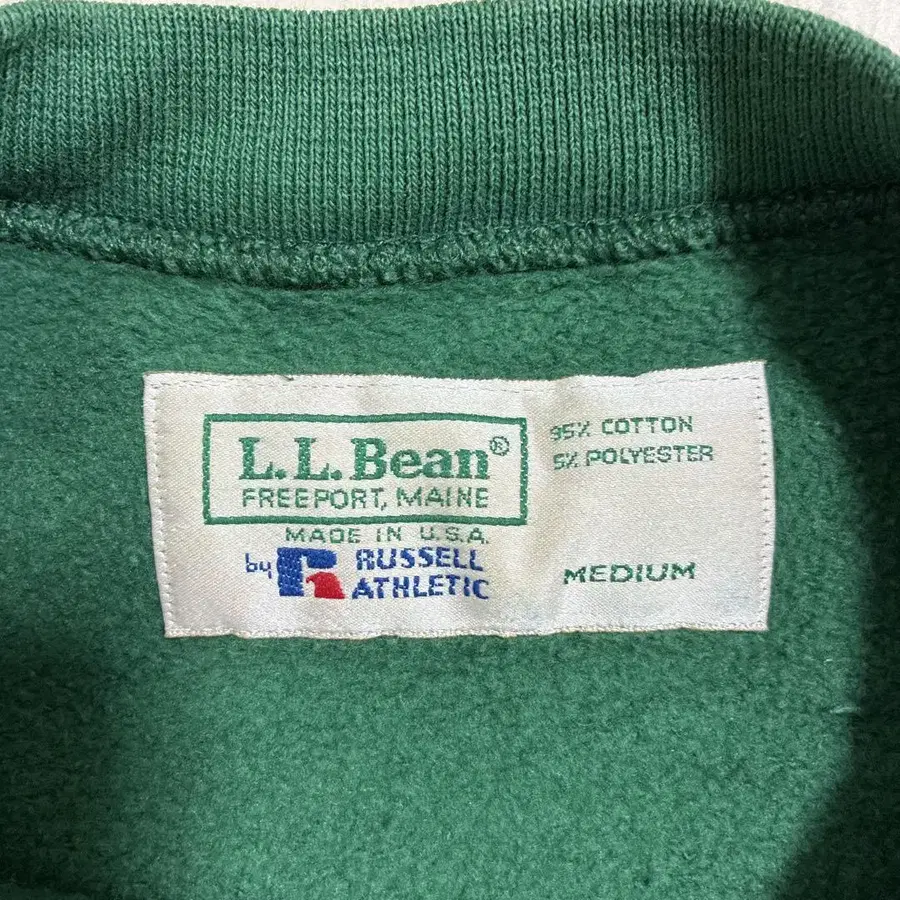 L.L.Bean®
FREEPORT, MAINE
MADE IN U.S.A.
by RUSSELL
ATHLETIC
95% COTTON
5% POLYESTER
MEDIUM